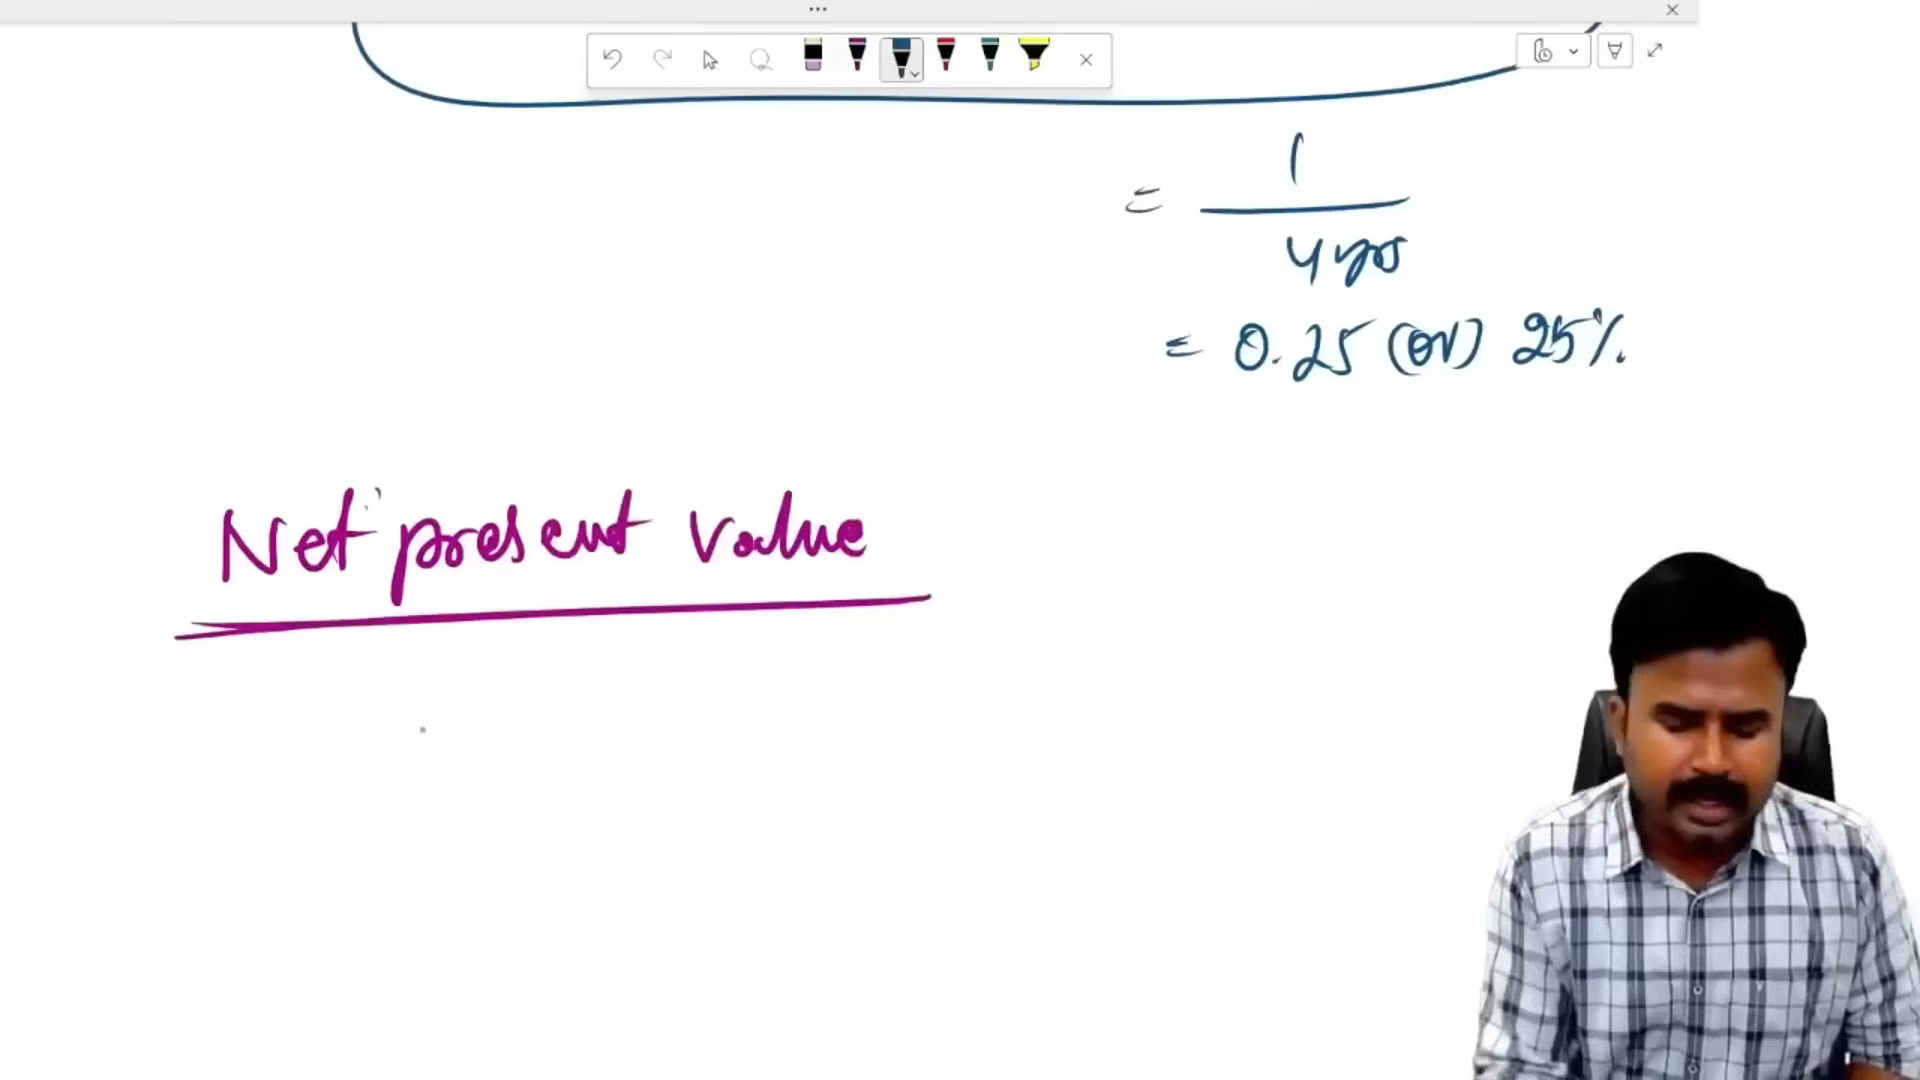 = 1
4 yrs
= 0.25 (or) 25%
Net present value